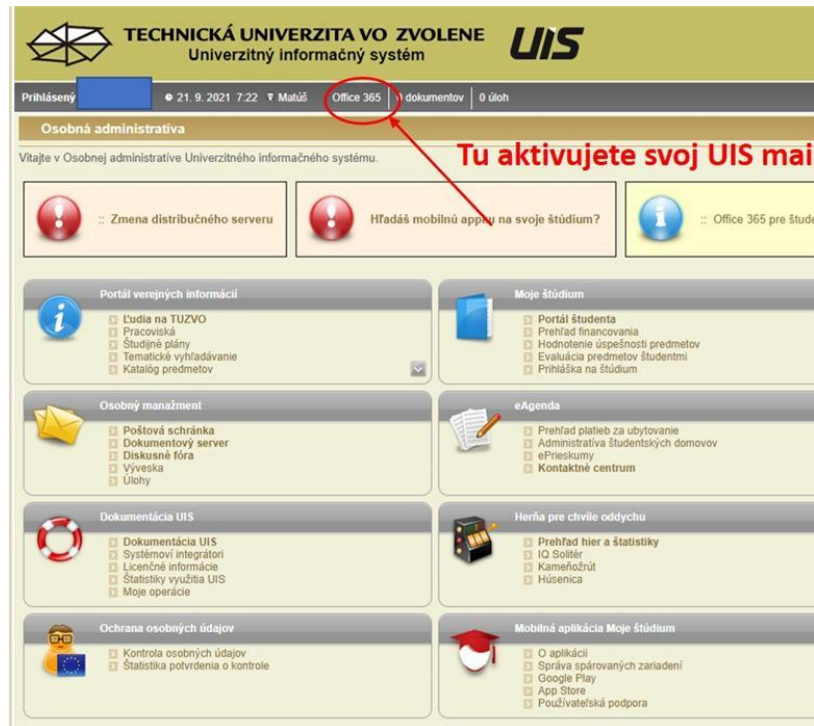 TECHNICKÁ UNIVERZITA VO ZVOLENE
Univerzitný informačný systém
UIS
Prihlásený 21. 9. 2021 7:22 Matúš Office 365 dokumentov 0 úloh
Osobná administratíva
Vitajte v Osobnej administratíve Univerzitného informačného systému.
Tu aktivujete svoj UIS mai
:: Zmena distribučného serveru
Hľadáš mobilnú appku na svoje štúdium?
:: Office 365 pre štude
Portál verejných informácií
Ľudia na TUZVO
Pracoviská
Študijné plány
Tematické vyhľadávanie
Katalóg predmetov
Moje štúdium
Portál študenta
Prehľad financovania
Hodnotenie úspešnosti predmetov
Evaluácia predmetov študentmi
Prihláška na štúdium
Osobný manažment
Poštová schránka
Dokumentový server
Diskusné fóra
Výveska
Úlohy
eAgenda
Prehľad platieb za ubytovanie
Administratíva študentských domovov
ePrieskumy
Kontaktné centrum
Dokumentácia UIS
Dokumentácia UIS
Systémoví integrátori
Licenčné informácie
Štatistiky využitia UIS
Moje operácie
Herňa pre chvíle oddychu
Prehľad hier a štatistiky
IQ Solitér
Kameňožrút
Húsenica
Ochrana osobných údajov
Kontrola osobných údajov
Štatistika potvrdenia o kontrole
Mobilná aplikácia Moje štúdium
O aplikácii
Správa spárovaných zariadení
Google Play
App Store
Používateľská podpora